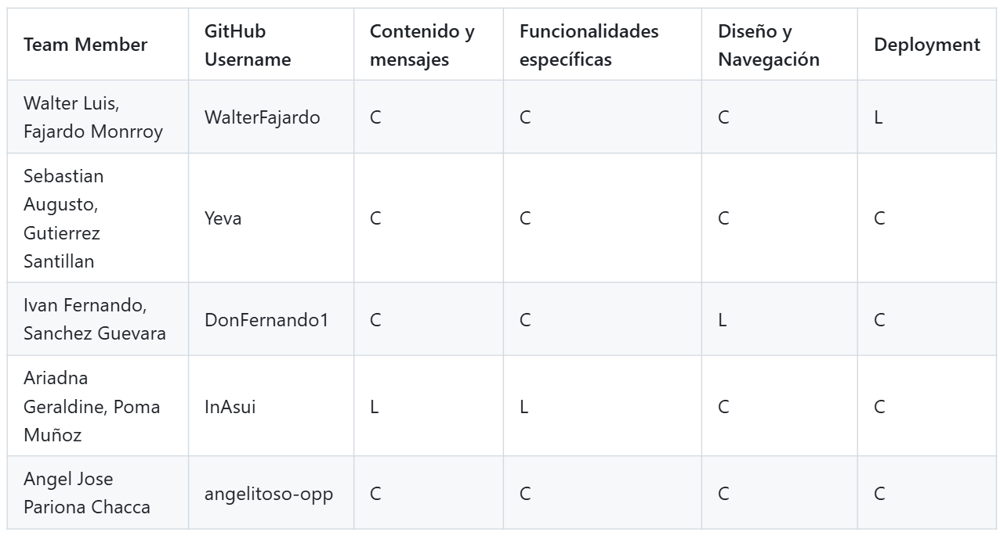 Team Member
GitHub
Username
Contenido y
mensajes
Funcionalidades
específicas
Diseño y
Navegación
Deployment
Walter Luis,
Fajardo Monrroy
WalterFajardo
C
C
C
L
Sebastian
Augusto,
Gutierrez
Santillan
Yeva
C
C
C
C
Ivan Fernando,
Sanchez Guevara
DonFernando1
C
C
L
C
Ariadna
Geraldine, Poma
Muñoz
InAsui
L
L
C
C
Angel Jose
Pariona Chacca
angelitoso-opp
C
C
C
C